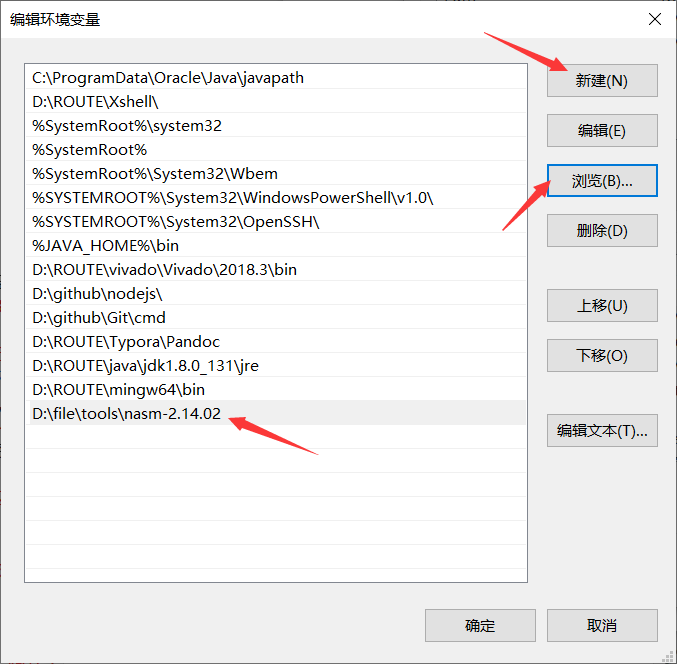 编辑环境变量
C:\ProgramData\Oracle\Java\javapath
D:\ROUTE\Xshell\
%SystemRoot%\system32
%SystemRoot%
%SystemRoot%\System32\Wbem
%SYSTEMROOT%\System32\WindowsPowerShell\v1.0\
%SYSTEMROOT%\System32\OpenSSH\
%JAVA_HOME%\bin
D:\ROUTE\vivado\Vivado\2018.3\bin
D:\github\nodejs\
D:\github\Git\cmd
D:\ROUTE\Typora\Pandoc
D:\ROUTE\java\jdk1.8.0_131\jre
D:\ROUTE\mingw64\bin
D:\file\tools\nasm-2.14.02
新建(N)
编辑(E)
浏览(B)...
删除(D)
上移(U)
下移(O)
编辑文本(T)...
确定
取消